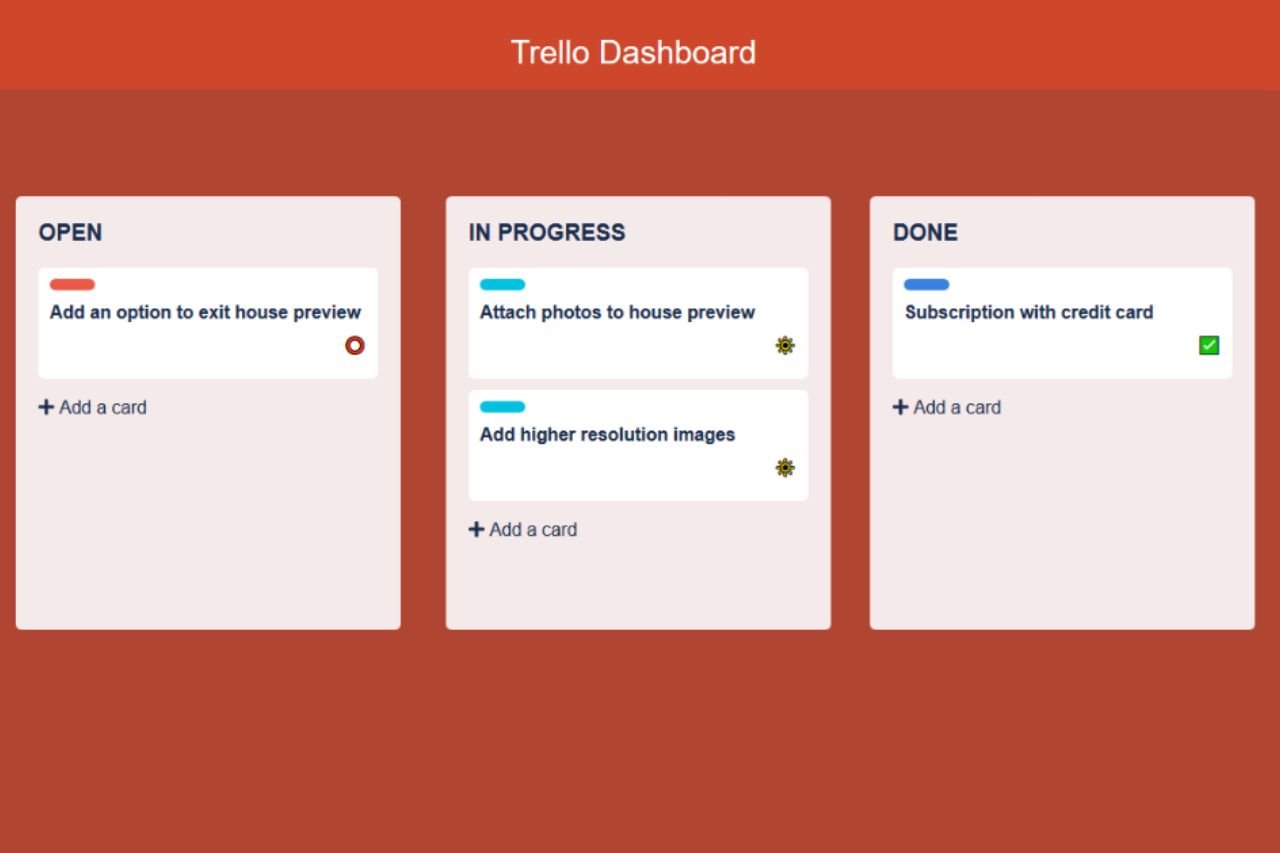 Trello Dashboard
OPEN
Add an option to exit house preview
Add a card
IN PROGRESS
Attach photos to house preview
Add higher resolution images
Add a card
DONE
Subscription with credit card
Add a card